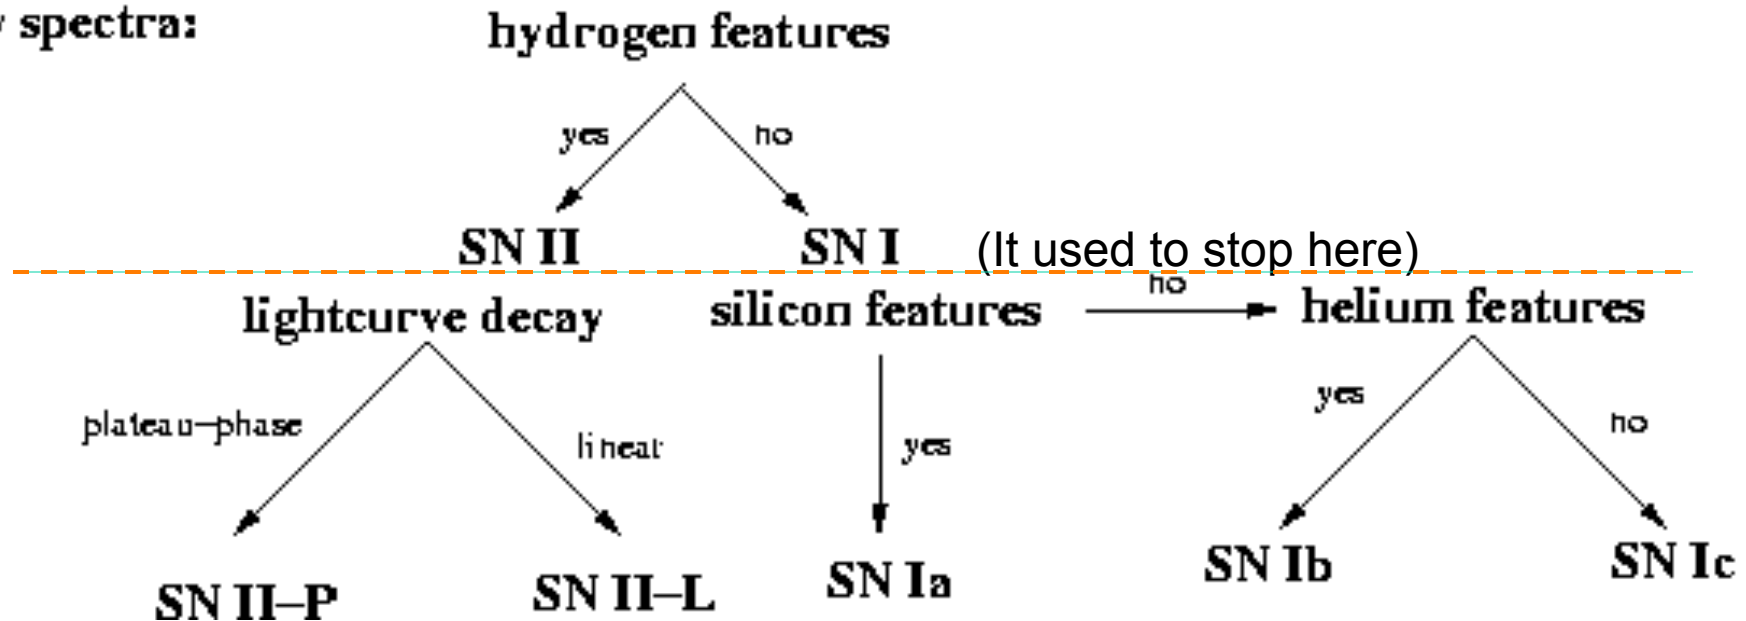 spectra:
hydrogen features
yes
no
SN II
SN I
(It used to stop here)
no
lightcurve decay
silicon features
helium features
plateau–phase
linear
yes
yes
no
SN II–P
SN II–L
SN Ia
SN Ib
SN Ic